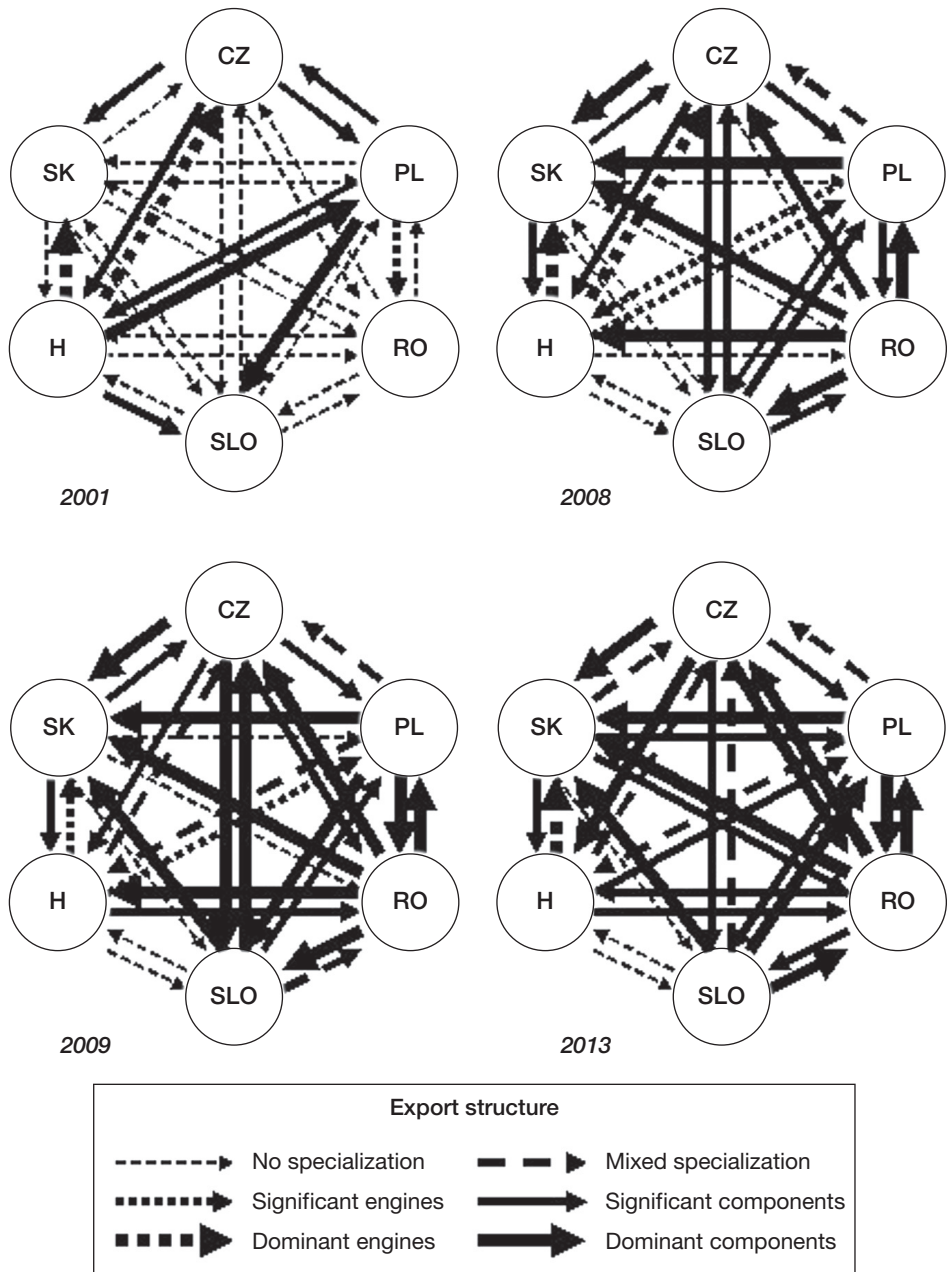 CZ
CZ
SK
PL
SK
PL
H
RO
H
RO
SLO
SLO
2001
2008
CZ
CZ
SK
PL
SK
PL
H
RO
H
RO
SLO
SLO
2009
2013
Export structure
No specialization
Mixed specialization
Significant engines
Significant components
Dominant engines
Dominant components